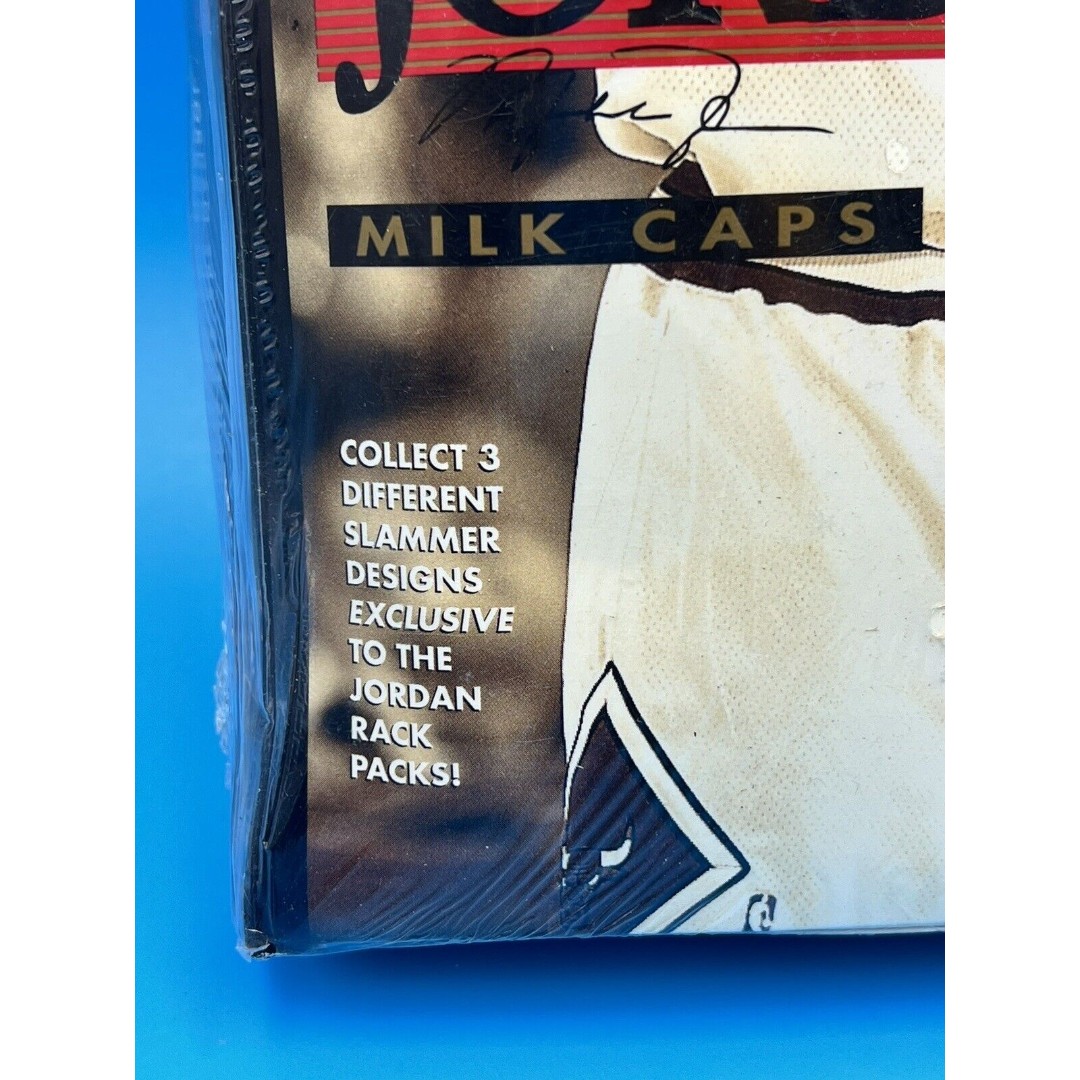 MILK CAPS
COLLECT 3
DIFFERENT
SLAMMER
DESIGNS
EXCLUSIVE
TO THE
JORDAN
RACK
PACKS!